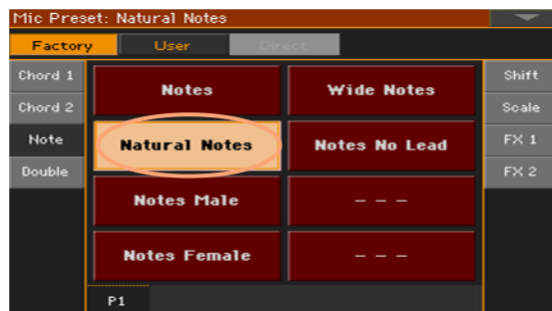 Mic Preset: Natural Notes
Factory User Direct
Chord 1
Chord 2
Note
Double
Notes Wide Notes
Natural Notes Notes No Lead
Notes Male - - -
Notes Female - - -
P1
Shift
Scale
FX 1
FX 2